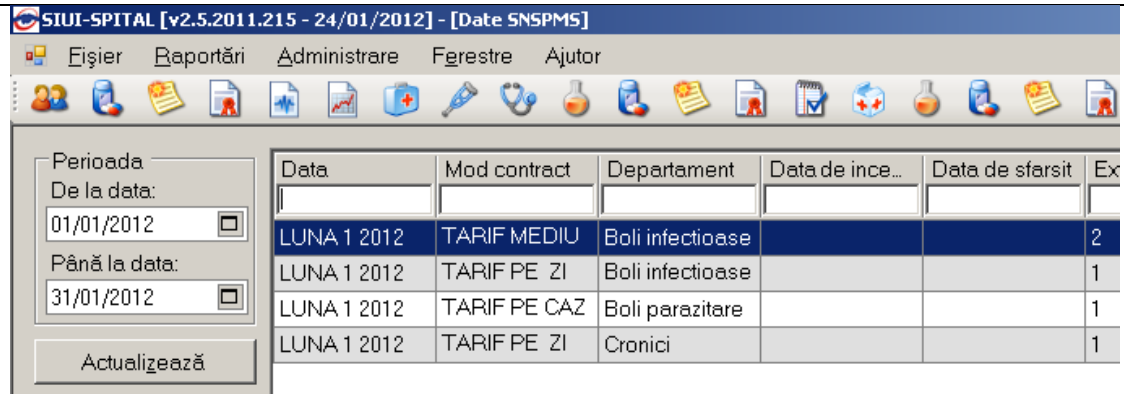 SIUI-SPITAL [v2.5.2011.215 - 24/01/2012] - [Date SNSPMS]
Fişier Raportări Administrare Ferestre Ajutor
Perioada
De la data:
01/01/2012
Până la data:
31/01/2012
Actualizează
Data Mod contract Departament Data de ince... Data de sfarsit Ex
LUNA 1 2012 TARIF MEDIU Boli infectioase 2
LUNA 1 2012 TARIF PE ZI Boli infectioase 1
LUNA 1 2012 TARIF PE CAZ Boli parazitare 1
LUNA 1 2012 TARIF PE ZI Cronici 1